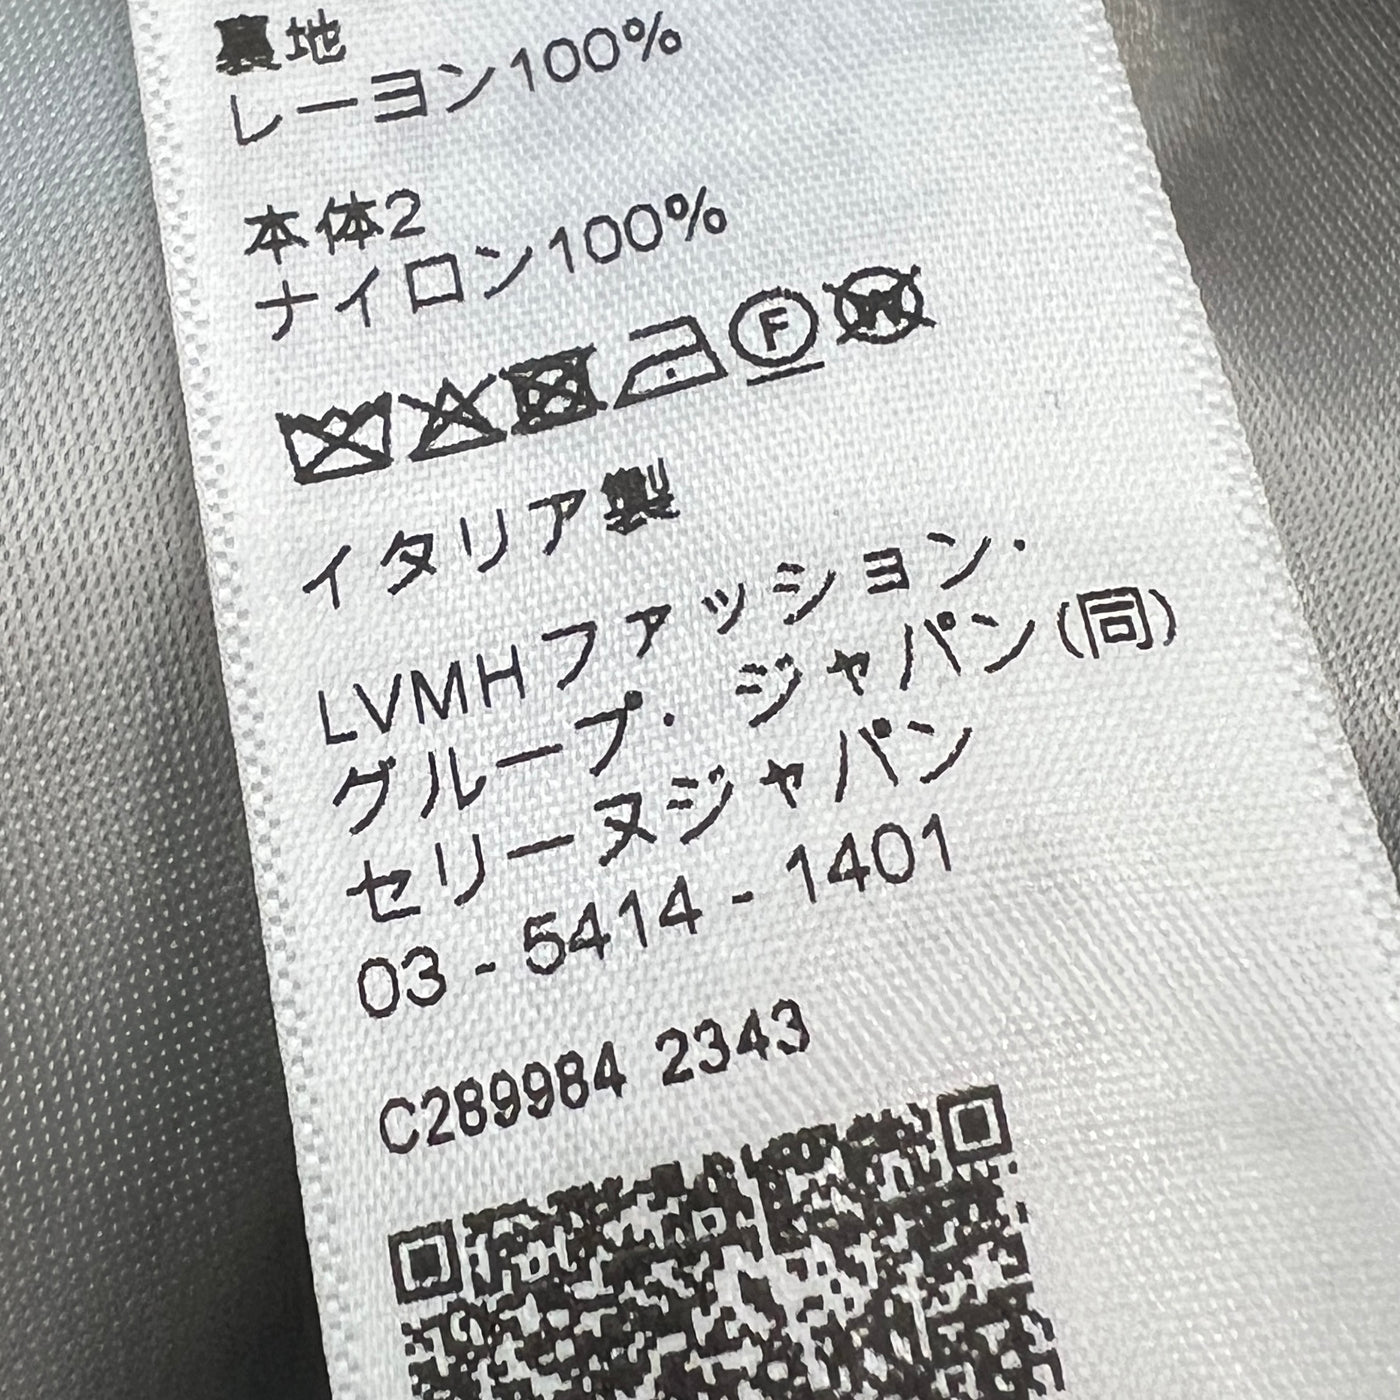 裏地
レーヨン100%
本体2
ナイロン100%
F W
イタリア製
LVMHファッション・
グループ・ジャパン(同)
セリーヌジャパン
03-5414-1401
C289984 2343